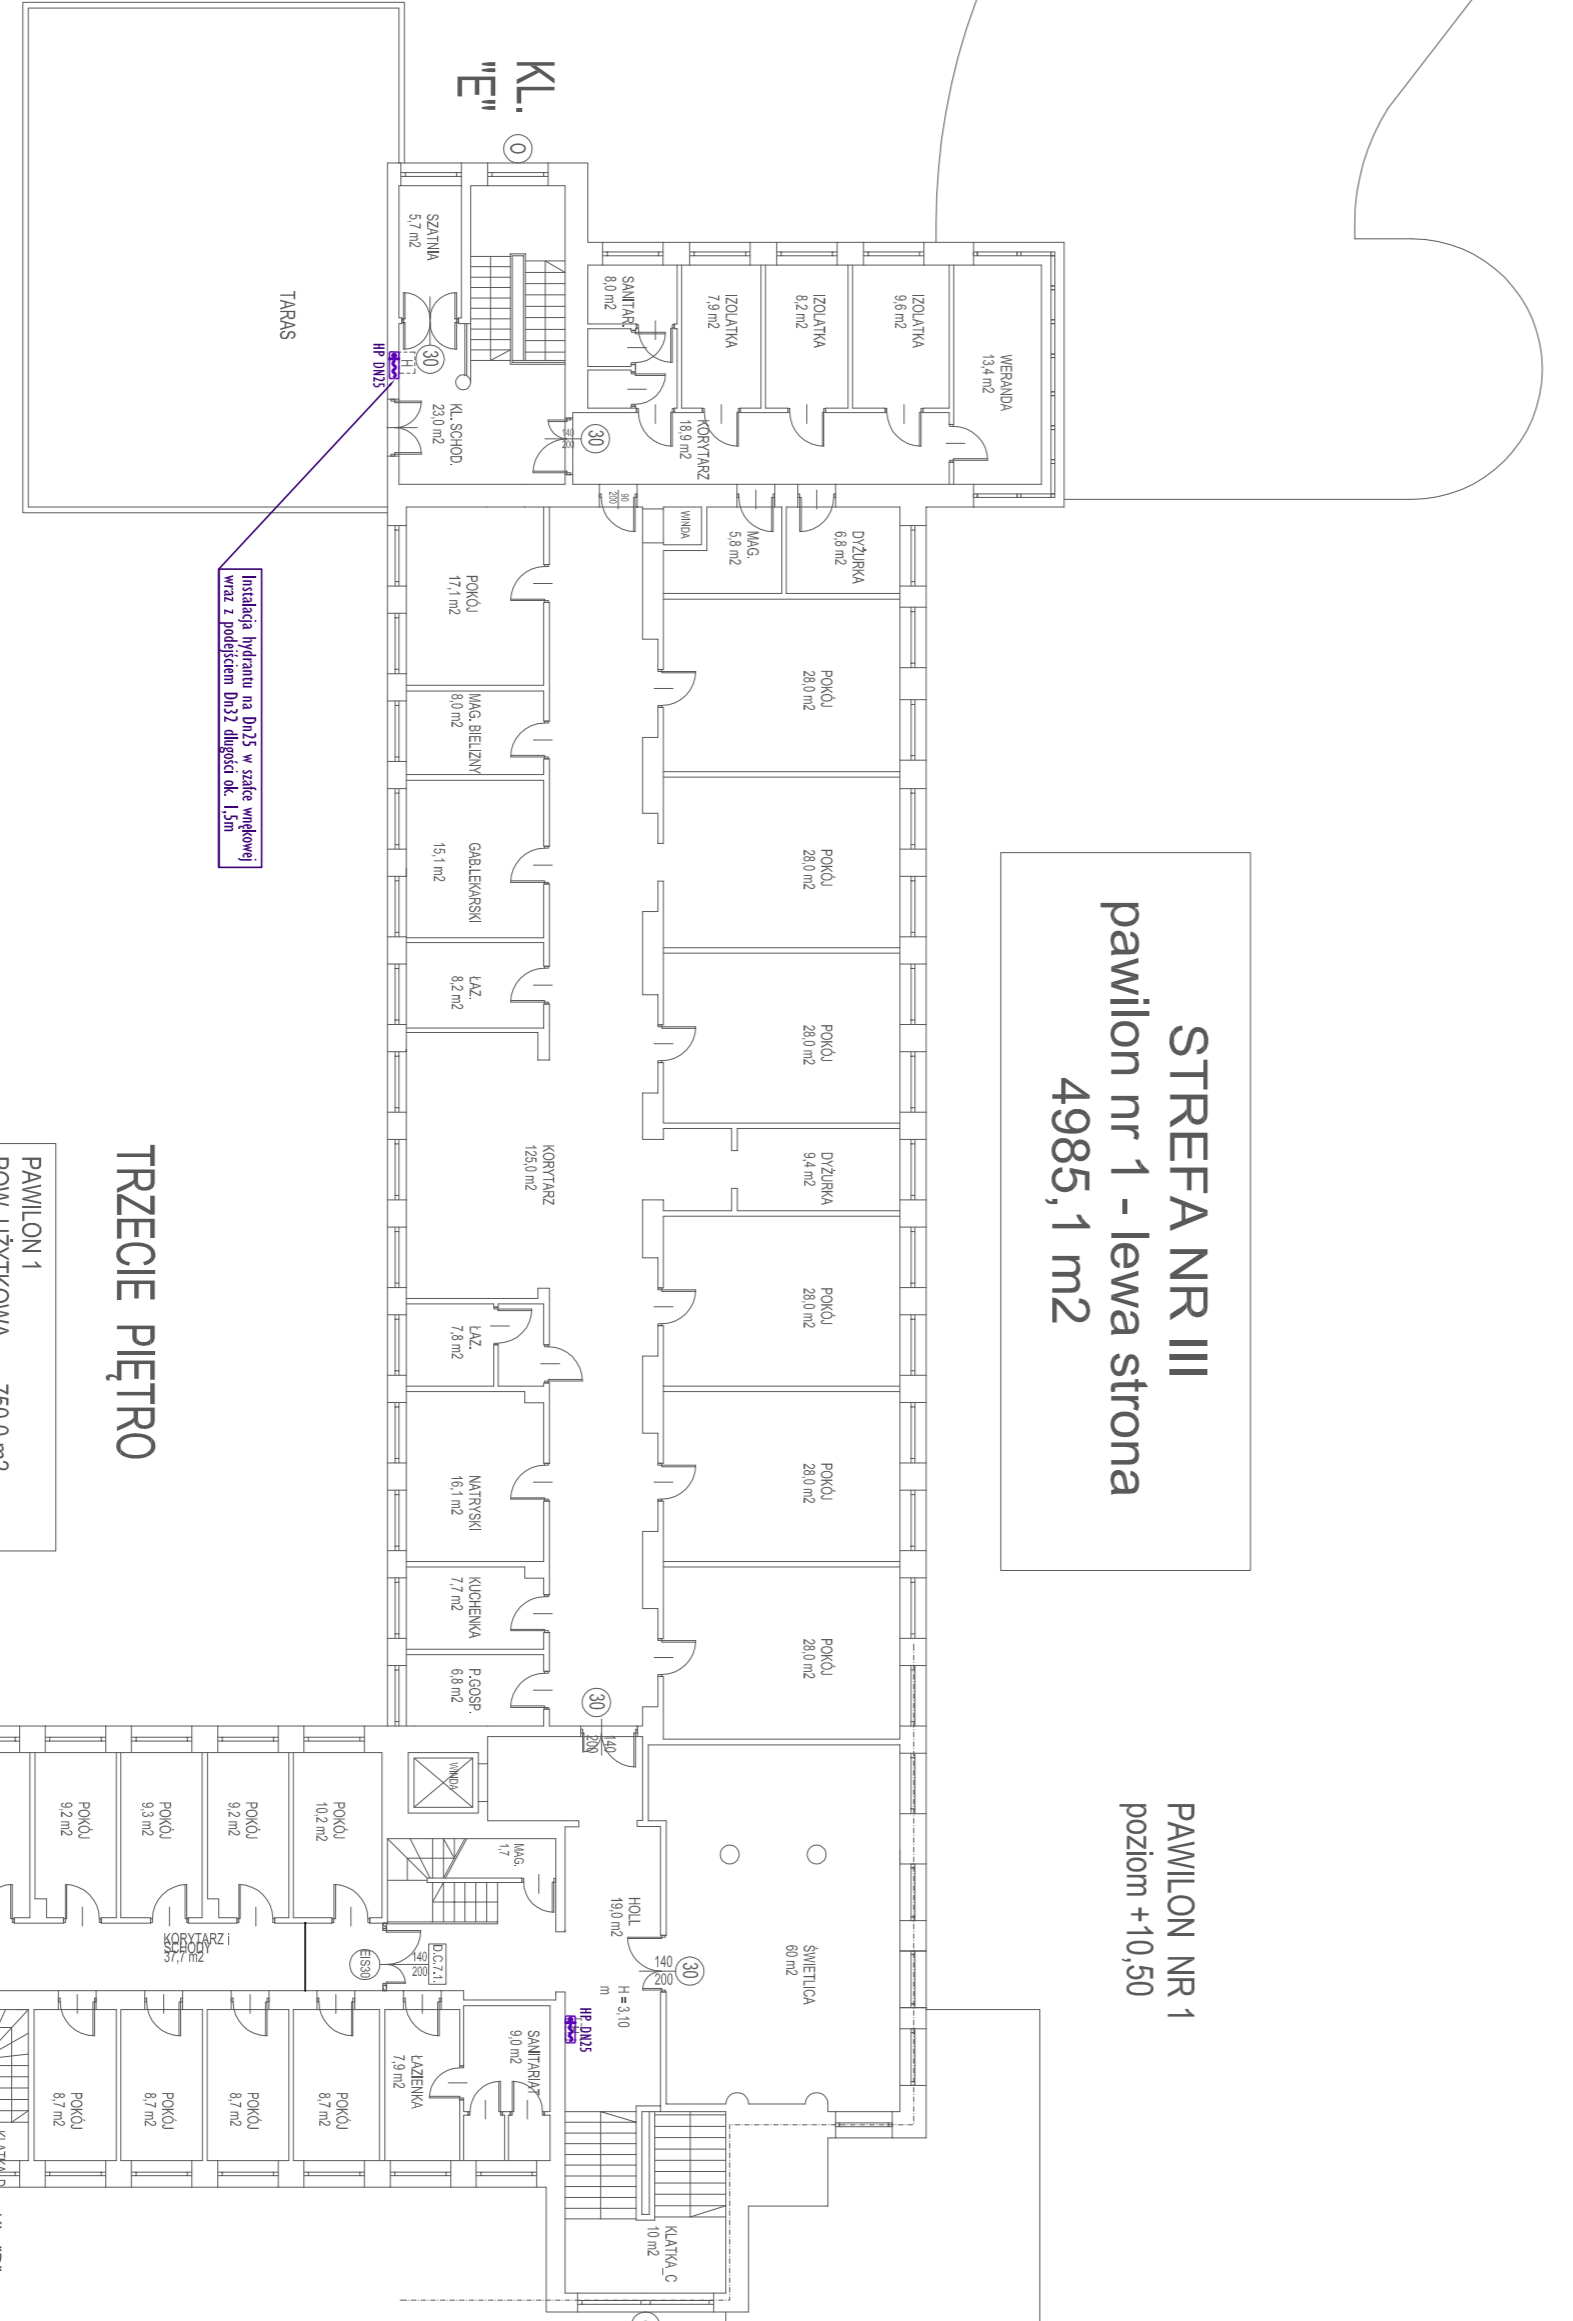 STREFA NR III
pawilon nr 1 - lewa strona
4985,1 m2
PAWILON NR 1
poziom +10,50
KL.
"E"
0
WERANDA
13,4 m2
IZOLATKA
9,6 m2
IZOLATKA
8,2 m2
IZOLATKA
7,9 m2
SANITAR.
8,0 m2
KORYTARZ
18,9 m2
SZATNIA
5,7 m2
30
H
HP DN25
KL. SCHOD.
23,0 m2
30
140
200
90
200
TARAS
Instalacja hydrantu na Dn25 w szafce wnękowej
wraz z podejściem Dn32 długości ok. 1,5m
DYŻURKA
6,8 m2
MAG.
5,8 m2
WINDA
POKÓJ
28,0 m2
POKÓJ
28,0 m2
POKÓJ
28,0 m2
DYŻURKA
9,4 m2
POKÓJ
28,0 m2
POKÓJ
28,0 m2
POKÓJ
28,0 m2
POKÓJ
17,1 m2
MAG. BIELIZNY
8,0 m2
GAB.LEKARSKI
15,1 m2
ŁAZ.
8,2 m2
KORYTARZ
125,0 m2
ŁAZ.
7,8 m2
NATRYSKI
16,1 m2
KUCHENKA
7,7 m2
P.GOSP.
6,8 m2
30
140
200
ŚWIETLICA
60 m2
30
140
200
HOLL
19,0 m2
H = 3,10
m
HP DN25
WINDA
MAG.
1,7
D.C.7.1.
140
200
EIS30
SANITARIAT
9,0 m2
ŁAZIENKA
7,9 m2
KLATKA_C
10 m2
TRZECIE PIĘTRO
PAWILON 1
POW. UŻYTKOWA 750,0 m2
POKÓJ
10,2 m2
POKÓJ
9,2 m2
POKÓJ
9,3 m2
POKÓJ
9,2 m2
KORYTARZ i
SCHODY
37,7 m2
POKÓJ
8,7 m2
POKÓJ
8,7 m2
POKÓJ
8,7 m2
POKÓJ
8,7 m2